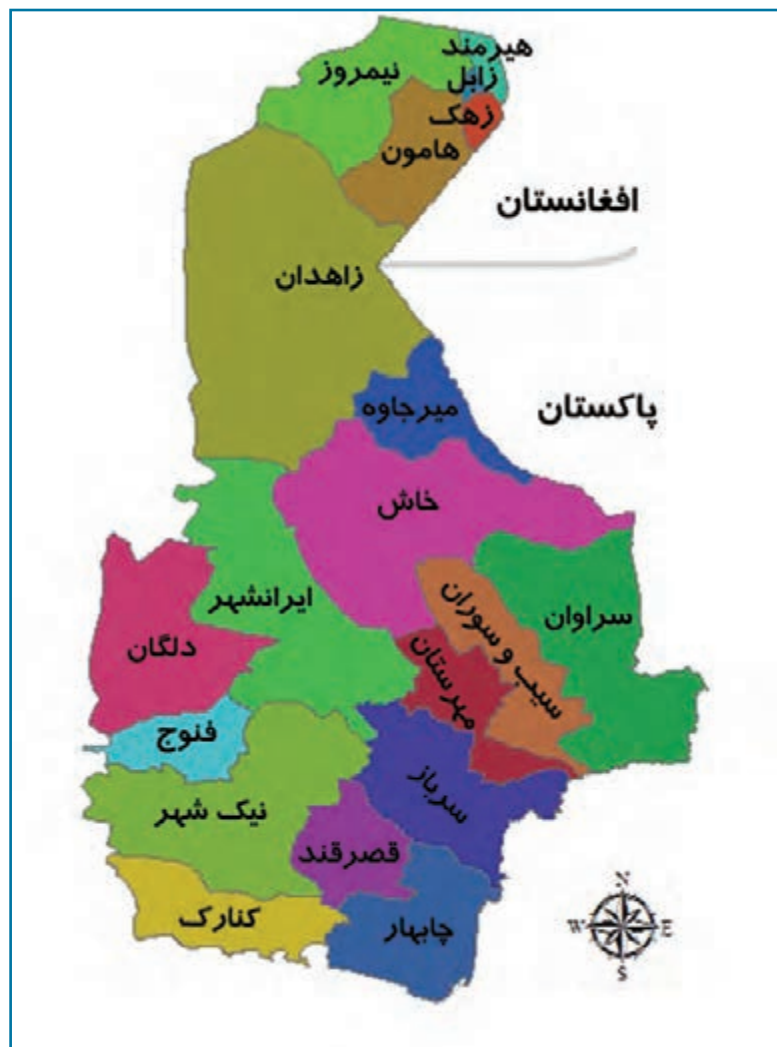 هیرمند
نیمروز
زابل
زهک
هامون
افغانستان
زاهدان
پاکستان
میرجاوه
خاش
ایرانشهر
سراوان
سیب و سوران
دلگان
مهرستان
فنوج
سرباز
نیک شهر
قصرقند
کنارک
چابهار
N
W
E
S